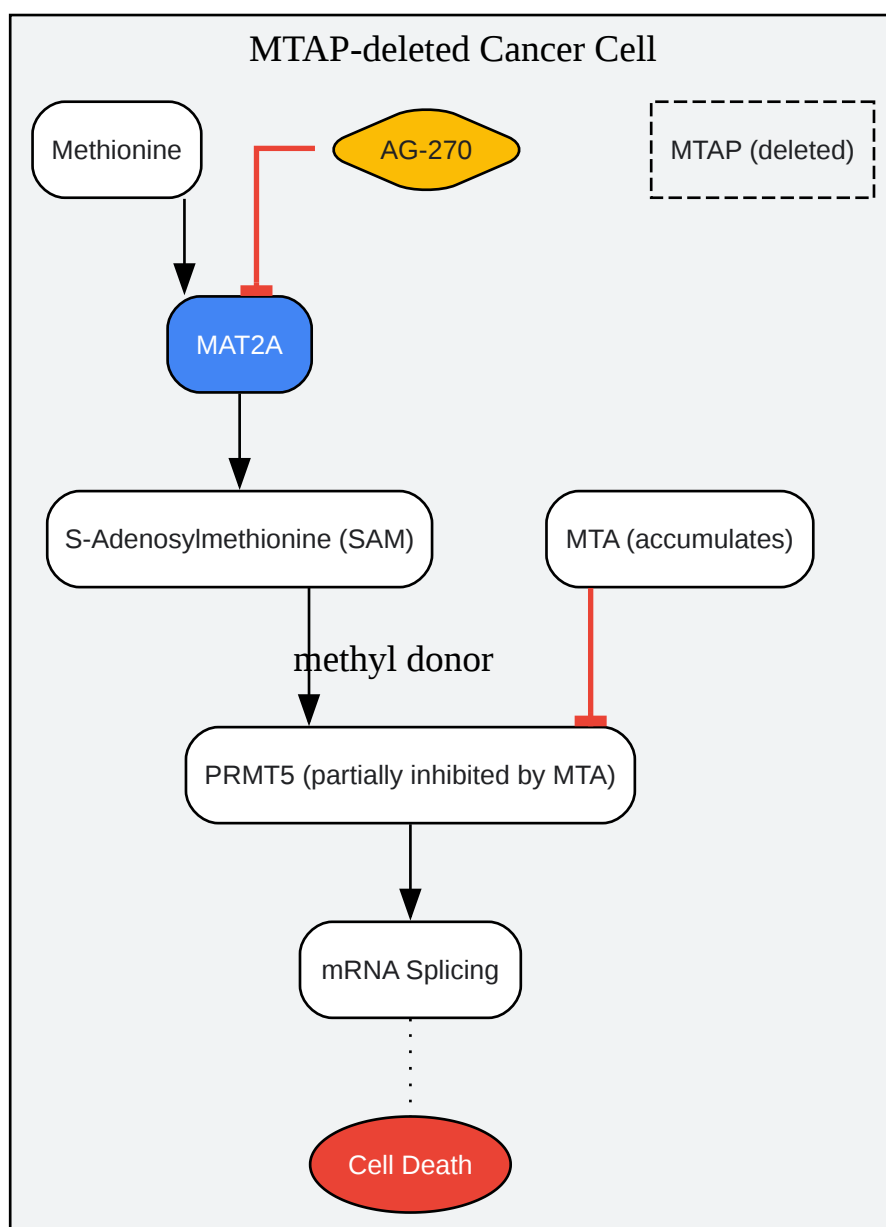 MTAP-deleted Cancer Cell
Methionine
AG-270
MTAP (deleted)
MAT2A
S-Adenosylmethionine (SAM)
MTA (accumulates)
methyl donor
PRMT5 (partially inhibited by MTA)
mRNA Splicing
Cell Death